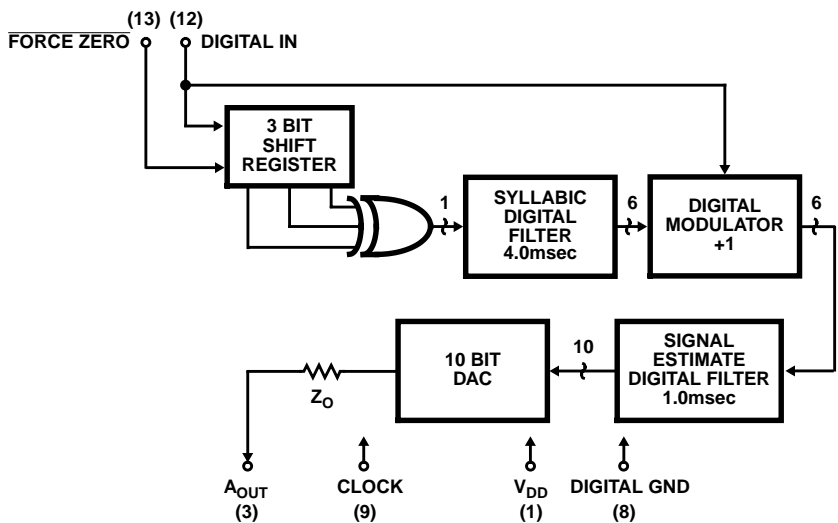 (13) (12)
FORCE ZERO DIGITAL IN
3 BIT
SHIFT
REGISTER
1
SYLLABIC
DIGITAL
FILTER
4.0msec
6
DIGITAL
MODULATOR
+1
6
10 BIT
DAC
10
SIGNAL
ESTIMATE
DIGITAL FILTER
1.0msec
ZO
AOUT CLOCK VDD DIGITAL GND
(3) (9) (1) (8)